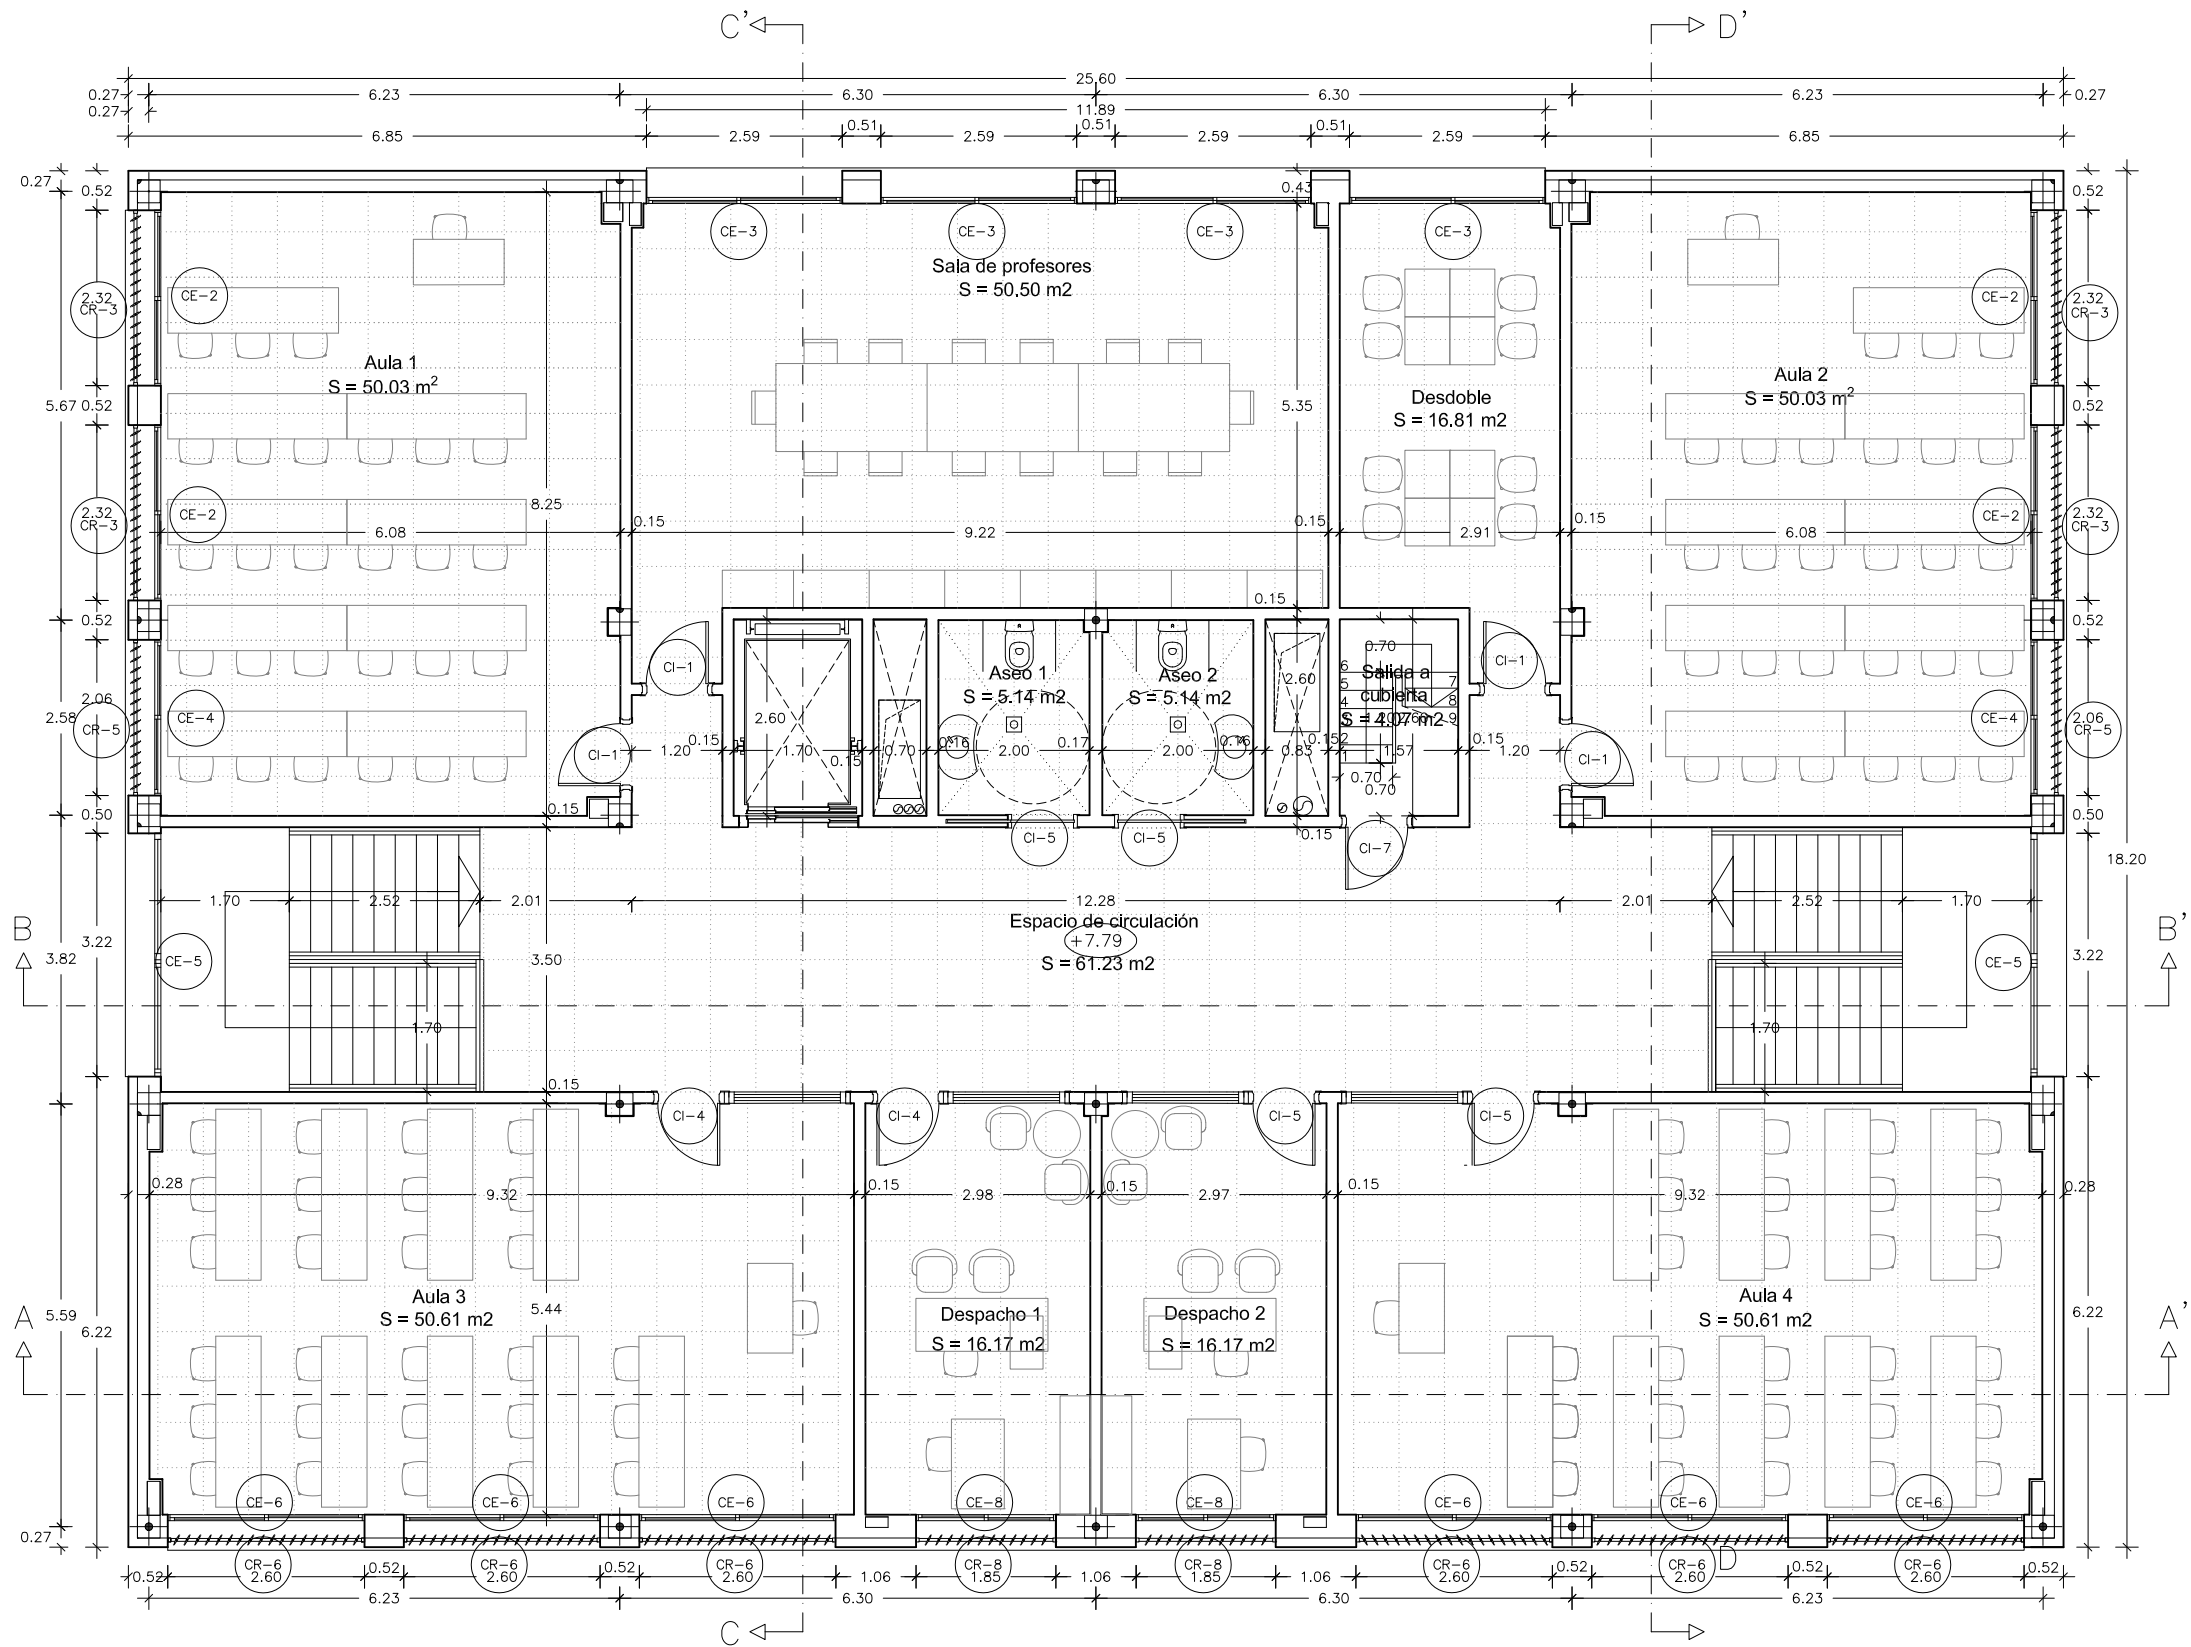 C'
D'
25.60
0.27
6.23
6.30
6.30
6.23
0.27
0.27
11.89
6.85
2.59
0.51
2.59
0.51
2.59
0.51
2.59
6.85
0.27
0.52
0.43
0.52
CE-3
CE-3
CE-3
CE-3
Sala de profesores
S = 50.50 m2
CE-2
CE-2
2.32
CR-3
2.32
CR-3
Aula 1
S = 50.03 m²
Aula 2
S = 50.03 m²
Desdoble
S = 16.81 m2
5.67
0.52
5.35
0.52
8.25
CE-2
CE-2
2.32
CR-3
2.32
CR-3
6.08
0.15
9.22
0.15
2.91
0.15
6.08
0.15
0.52
0.52
CI-1
CI-1
Aseo 1
S = 5.14 m2
Aseo 2
S = 5.14 m2
0.70
Salida a
cubierta
S = 4.07 m2
2.60
6
5
4
7
8
9
2.06
CR-5
2.58
CE-4
2.60
CE-4
2.06
CR-5
CI-1
1.20
0.15
1.70
0.15
0.70
0.16
2.00
0.17
2.00
0.16
0.83
0.15
2
1
1.57
0.15
1.20
CI-1
0.70
0.70
0.50
0.15
0.15
0.50
CI-5
CI-5
CI-7
18.20
1.70
2.52
2.01
12.28
2.01
2.52
1.70
Espacio de circulación
+7.79
S = 61.23 m2
B
B'
3.22
3.82
CE-5
3.50
CE-5
3.22
1.70
1.70
0.15
CI-4
CI-4
CI-5
CI-5
0.28
9.32
0.15
2.98
0.15
2.97
0.15
9.32
0.28
Aula 3
S = 50.61 m2
Despacho 1
S = 16.17 m2
Despacho 2
S = 16.17 m2
Aula 4
S = 50.61 m2
A
A'
5.59
6.22
5.44
6.22
CE-6
CE-6
CE-6
CE-8
CE-8
CE-6
CE-6
CE-6
0.27
D
CR-6
CR-6
CR-6
CR-8
CR-8
CR-6
CR-6
CR-6
0.52
2.60
0.52
2.60
0.52
2.60
1.06
1.85
1.06
1.85
1.06
2.60
0.52
2.60
0.52
2.60
0.52
6.23
6.30
6.30
6.23
C